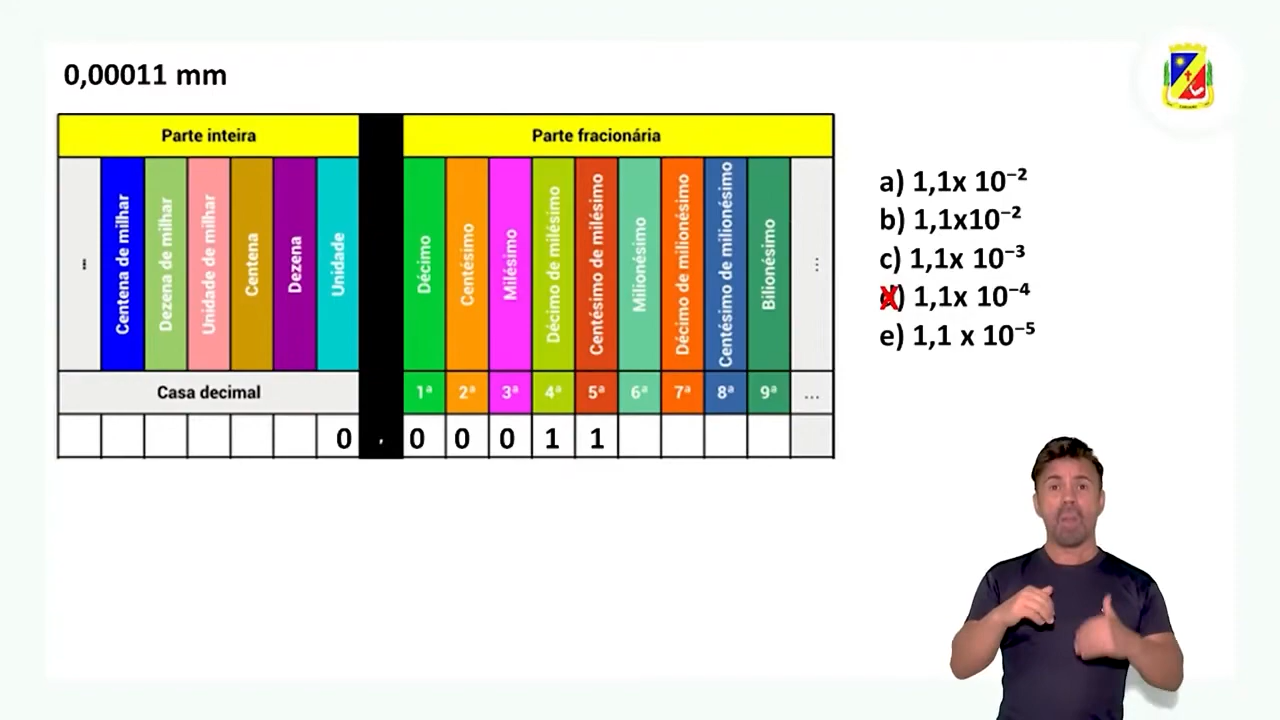 0,00011 mm
Parte inteira
Parte fracionária
...
Centena de milhar
Dezena de milhar
Unidade de milhar
Centena
Dezena
Unidade
Décimo
Centésimo
Milésimo
Décimo de milésimo
Centésimo de milésimo
Milionésimo
Décimo de milionésimo
Centésimo de milionésimo
Bilionésimo
...
Casa decimal 1ª 2ª 3ª 4ª 5ª 6ª 7ª 8ª 9ª ...
0 , 0 0 0 1 1
a) 1,1x 10⁻²
b) 1,1x10⁻²
c) 1,1x 10⁻³
d) 1,1x 10⁻⁴
e) 1,1 x 10⁻⁵